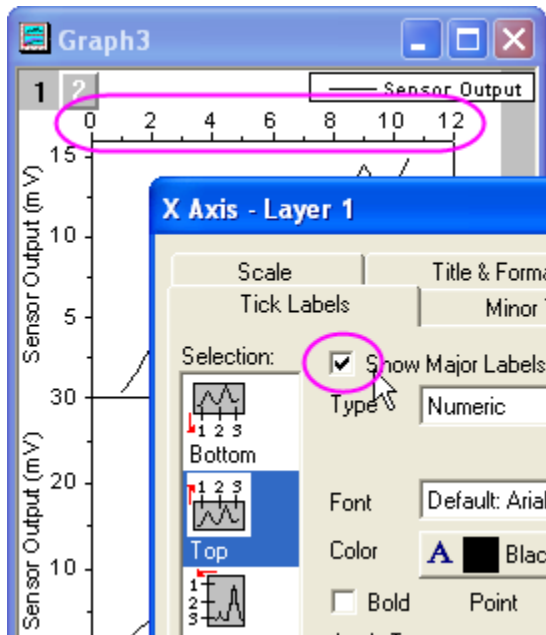 Graph3
1 2
Sensor Output
0 2 4 6 8 10 12
15
10
5
Sensor Output (mV)
30
20
10
Sensor Output (mV)
X Axis - Layer 1
Scale
Title & Forma
Tick Labels
Minor
Selection:
Show Major Labels
Type
Numeric
1 2 3
Bottom
1 2 3
Top
1
2
3
Font
Default: Arial
Color
A
Blac
Bold
Point